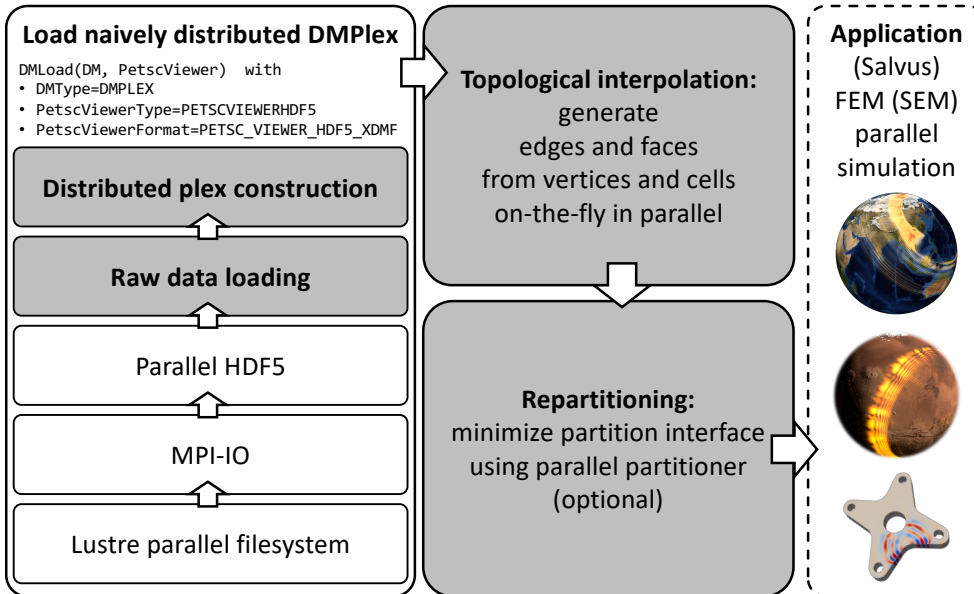 Load naively distributed DMPlex
DMLoad(DM, PetscViewer) with
• DMType=DMPLEX
• PetscViewerType=PETSCVIEWERHDF5
• PetscViewerFormat=PETSC_VIEWER_HDF5_XDMF
Distributed plex construction
Raw data loading
Parallel HDF5
MPI-IO
Lustre parallel filesystem
Topological interpolation:
generate
edges and faces
from vertices and cells
on-the-fly in parallel
Repartitioning:
minimize partition interface
using parallel partitioner
(optional)
Application
(Salvus)
FEM (SEM)
parallel
simulation